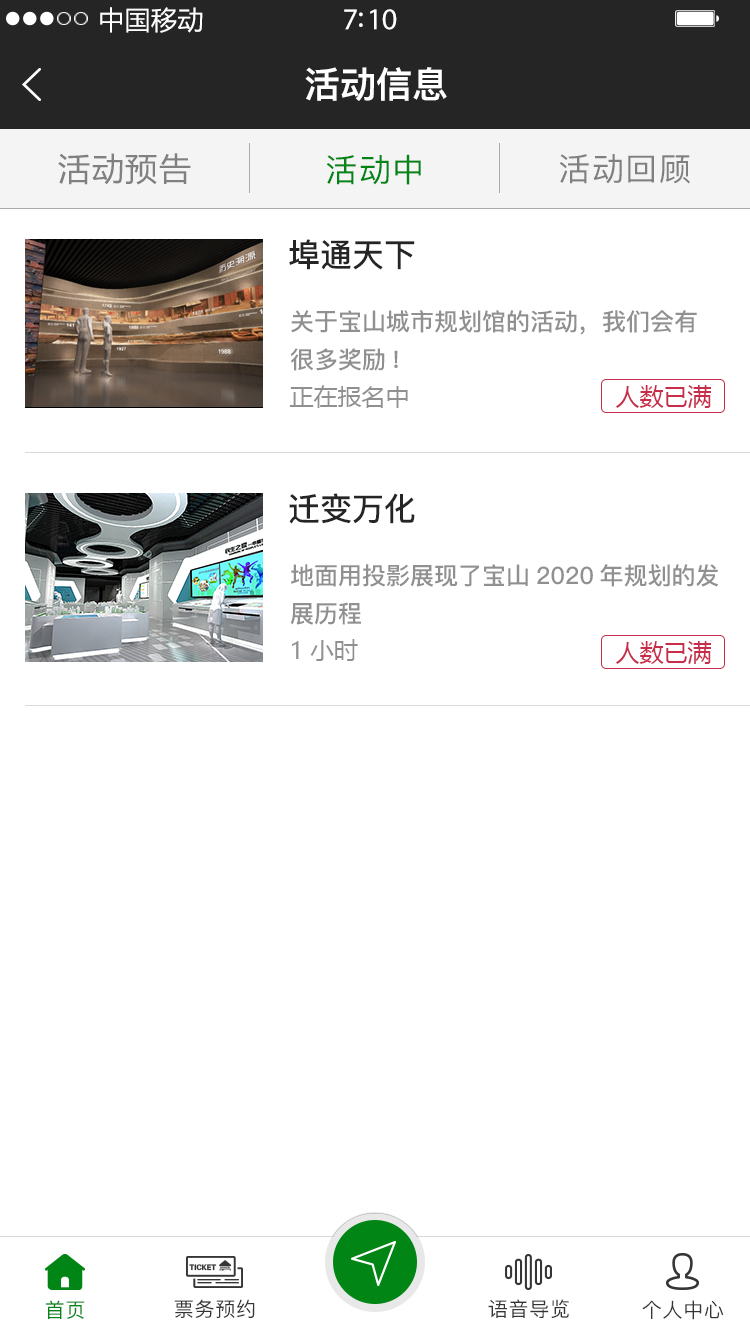 中国移动 7:10
活动信息
活动预告 活动中 活动回顾
历史溯源
埠通天下
关于宝山城市规划馆的活动，我们会有
很多奖励！
正在报名中 人数已满
迁变万化
地面用投影展现了宝山 2020 年规划的发
展历程
1 小时 人数已满
TICKET
首页 票务预约 语音导览 个人中心